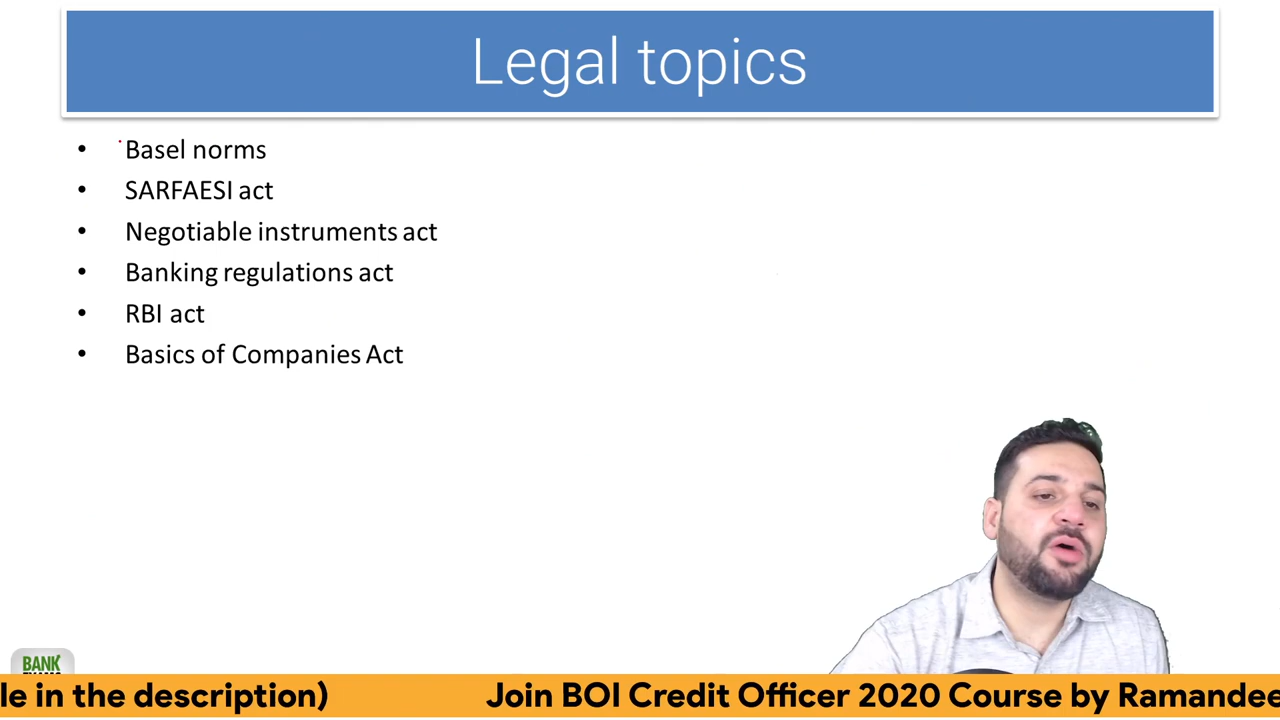 Legal topics
• Basel norms
• SARFAESI act
• Negotiable instruments act
• Banking regulations act
• RBI act
• Basics of Companies Act
BANK
le in the description) Join BOI Credit Officer 2020 Course by Ramandee